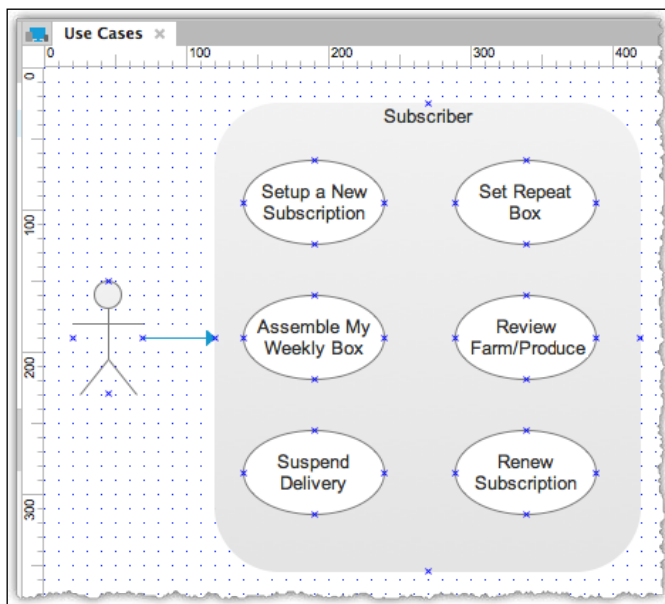 Use Cases
0 100 200 300 400
0
100
200
300
Subscriber
Setup a New
Subscription
Set Repeat
Box
Assemble My
Weekly Box
Review
Farm/Produce
Suspend
Delivery
Renew
Subscription